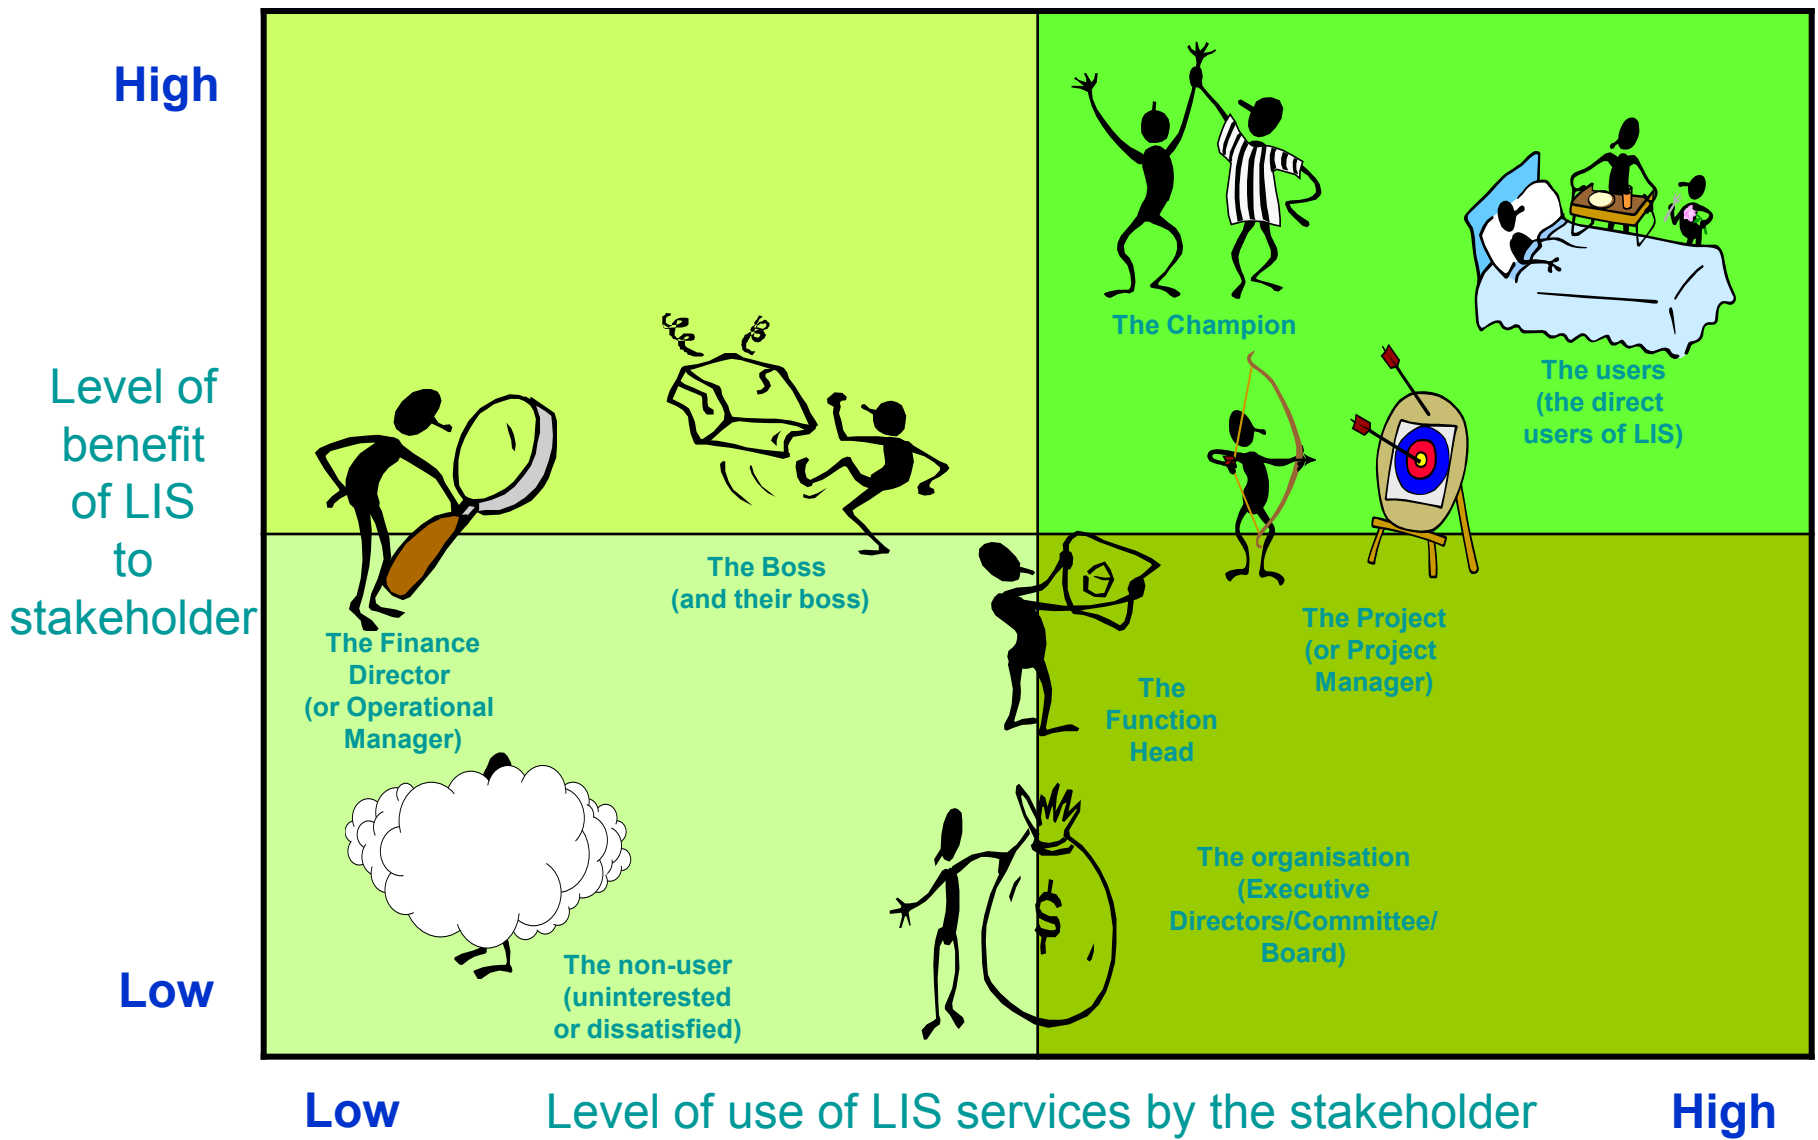 High
The Champion
The users
(the direct
users of LIS)
Level of
benefit
of LIS
to
stakeholder
The Boss
(and their boss)
The Finance
Director
(or Operational
Manager)
The Project
(or Project
Manager)
The
Function
Head
The organisation
(Executive
Directors/Committee/
Board)
$
The non-user
(uninterested
or dissatisfied)
Low
Low
Level of use of LIS services by the stakeholder
High